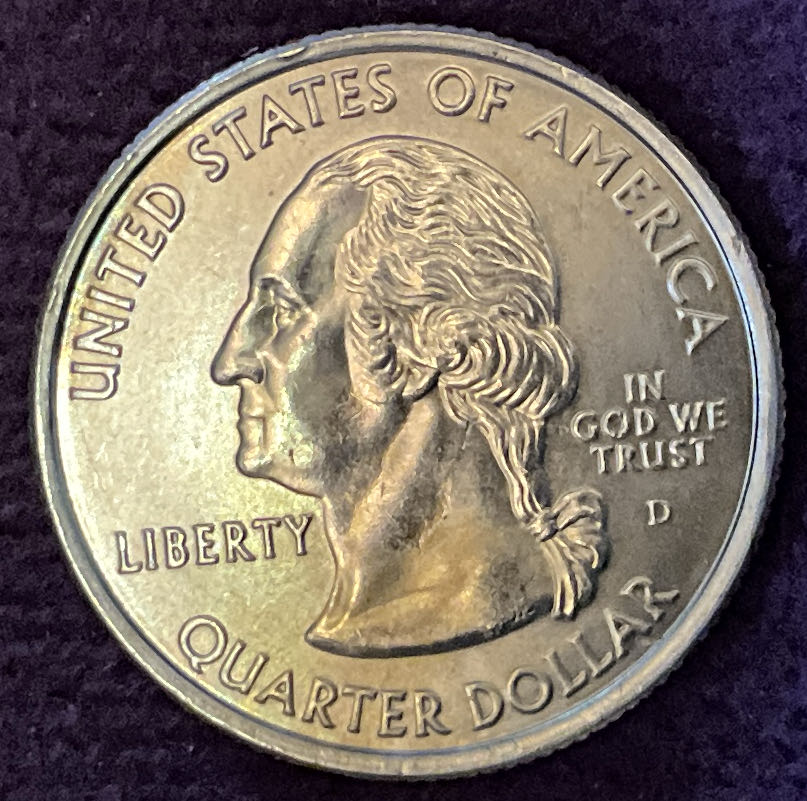 UNITED STATES OF AMERICA
IN
GOD WE
TRUST
D
LIBERTY
QUARTER DOLLAR